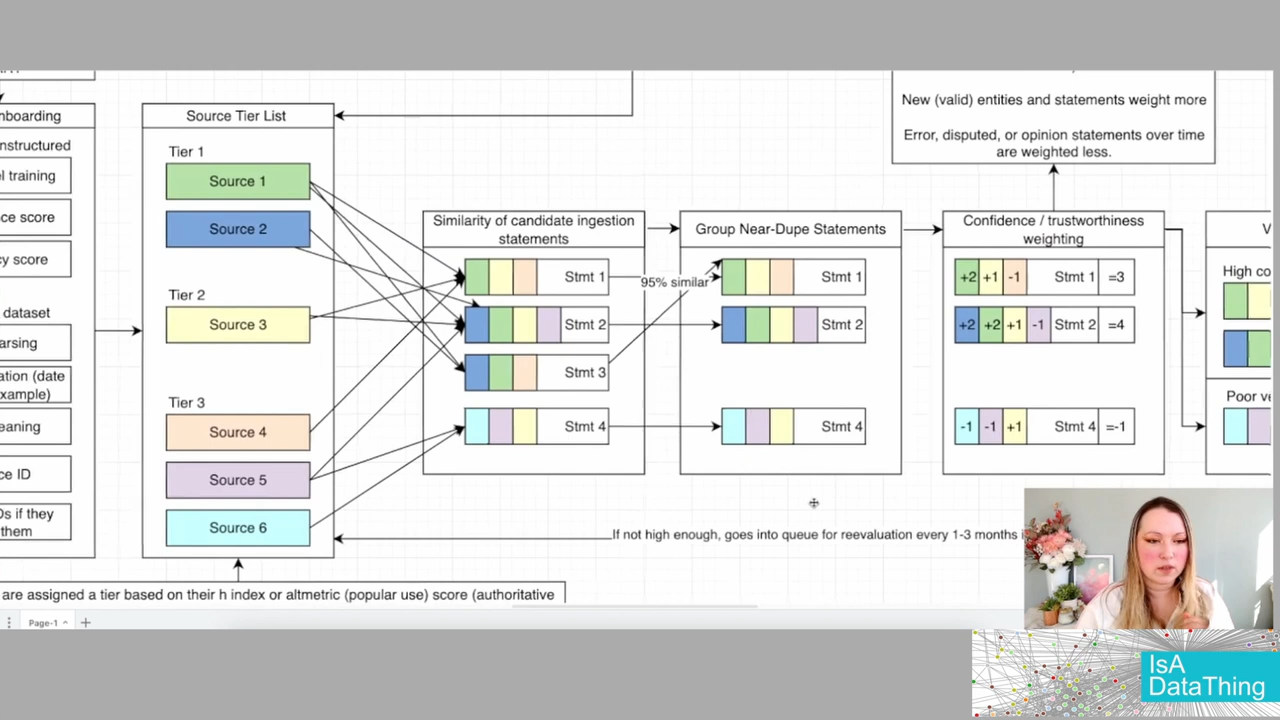 nboarding
nstructured
el training
ce score
cy score
dataset
arsing
ation (date
xample)
eaning
ce ID
Os if they
them
Source Tier List
Tier 1
Source 1
Source 2
Tier 2
Source 3
Tier 3
Source 4
Source 5
Source 6
Similarity of candidate ingestion
statements
Stmt 1
Stmt 2
Stmt 3
Stmt 4
95% similar
Group Near-Dupe Statements
Stmt 1
Stmt 2
Stmt 4
New (valid) entities and statements weight more
Error, disputed, or opinion statements over time
are weighted less.
Confidence / trustworthiness
weighting
+2 +1 -1 Stmt 1 =3
+2 +2 +1 -1 Stmt 2 =4
-1 -1 +1 Stmt 4 =-1
V
High co
Poor ve
If not high enough, goes into queue for reevaluation every 1-3 months i
are assigned a tier based on their h index or altmetric (popular use) score (authoritative
Page-1
IsA
DataThing